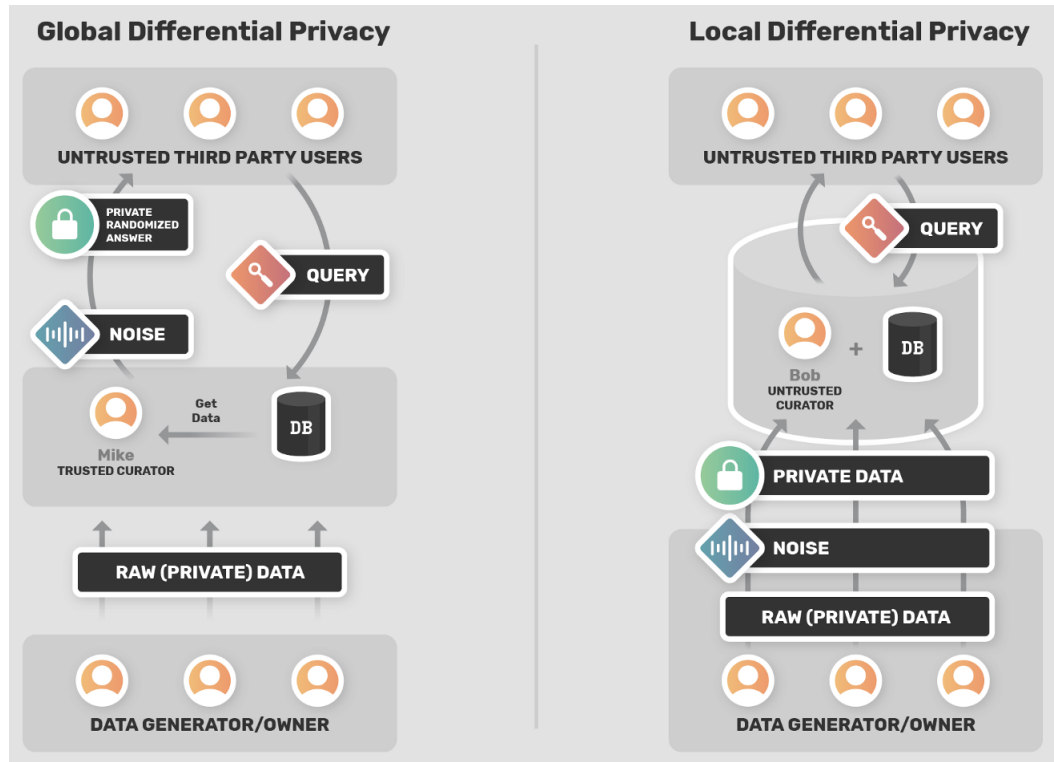 Global Differential Privacy
UNTRUSTED THIRD PARTY USERS
PRIVATE
RANDOMIZED
ANSWER
QUERY
NOISE
Get
Data
DB
Mike
TRUSTED CURATOR
RAW (PRIVATE) DATA
DATA GENERATOR/OWNER
Local Differential Privacy
UNTRUSTED THIRD PARTY USERS
QUERY
DB
+
Bob
UNTRUSTED
CURATOR
PRIVATE DATA
NOISE
RAW (PRIVATE) DATA
DATA GENERATOR/OWNER